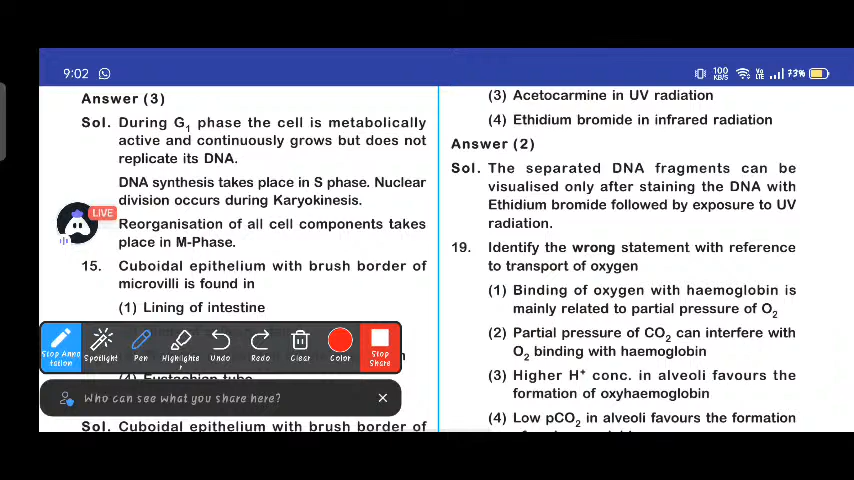 9:02
100 KB/S
Vo LTE
73%
Answer (3)
Sol. During G1 phase the cell is metabolically
active and continuously grows but does not
replicate its DNA.
DNA synthesis takes place in S phase. Nuclear
division occurs during Karyokinesis.
LIVE
Reorganisation of all cell components takes
place in M-Phase.
15. Cuboidal epithelium with brush border of
microvilli is found in
(1) Lining of intestine
Stop Annotation
Spotlight
Pen
Highlighter
Undo
Redo
Clear
Color
Stop Share
(4) Eustachian tube
Who can see what you share here?
Sol. Cuboidal epithelium with brush border of
(3) Acetocarmine in UV radiation
(4) Ethidium bromide in infrared radiation
Answer (2)
Sol. The separated DNA fragments can be
visualised only after staining the DNA with
Ethidium bromide followed by exposure to UV
radiation.
19. Identify the wrong statement with reference
to transport of oxygen
(1) Binding of oxygen with haemoglobin is
mainly related to partial pressure of O2
(2) Partial pressure of CO2 can interfere with
O2 binding with haemoglobin
(3) Higher H+ conc. in alveoli favours the
formation of oxyhaemoglobin
(4) Low pCO2 in alveoli favours the formation